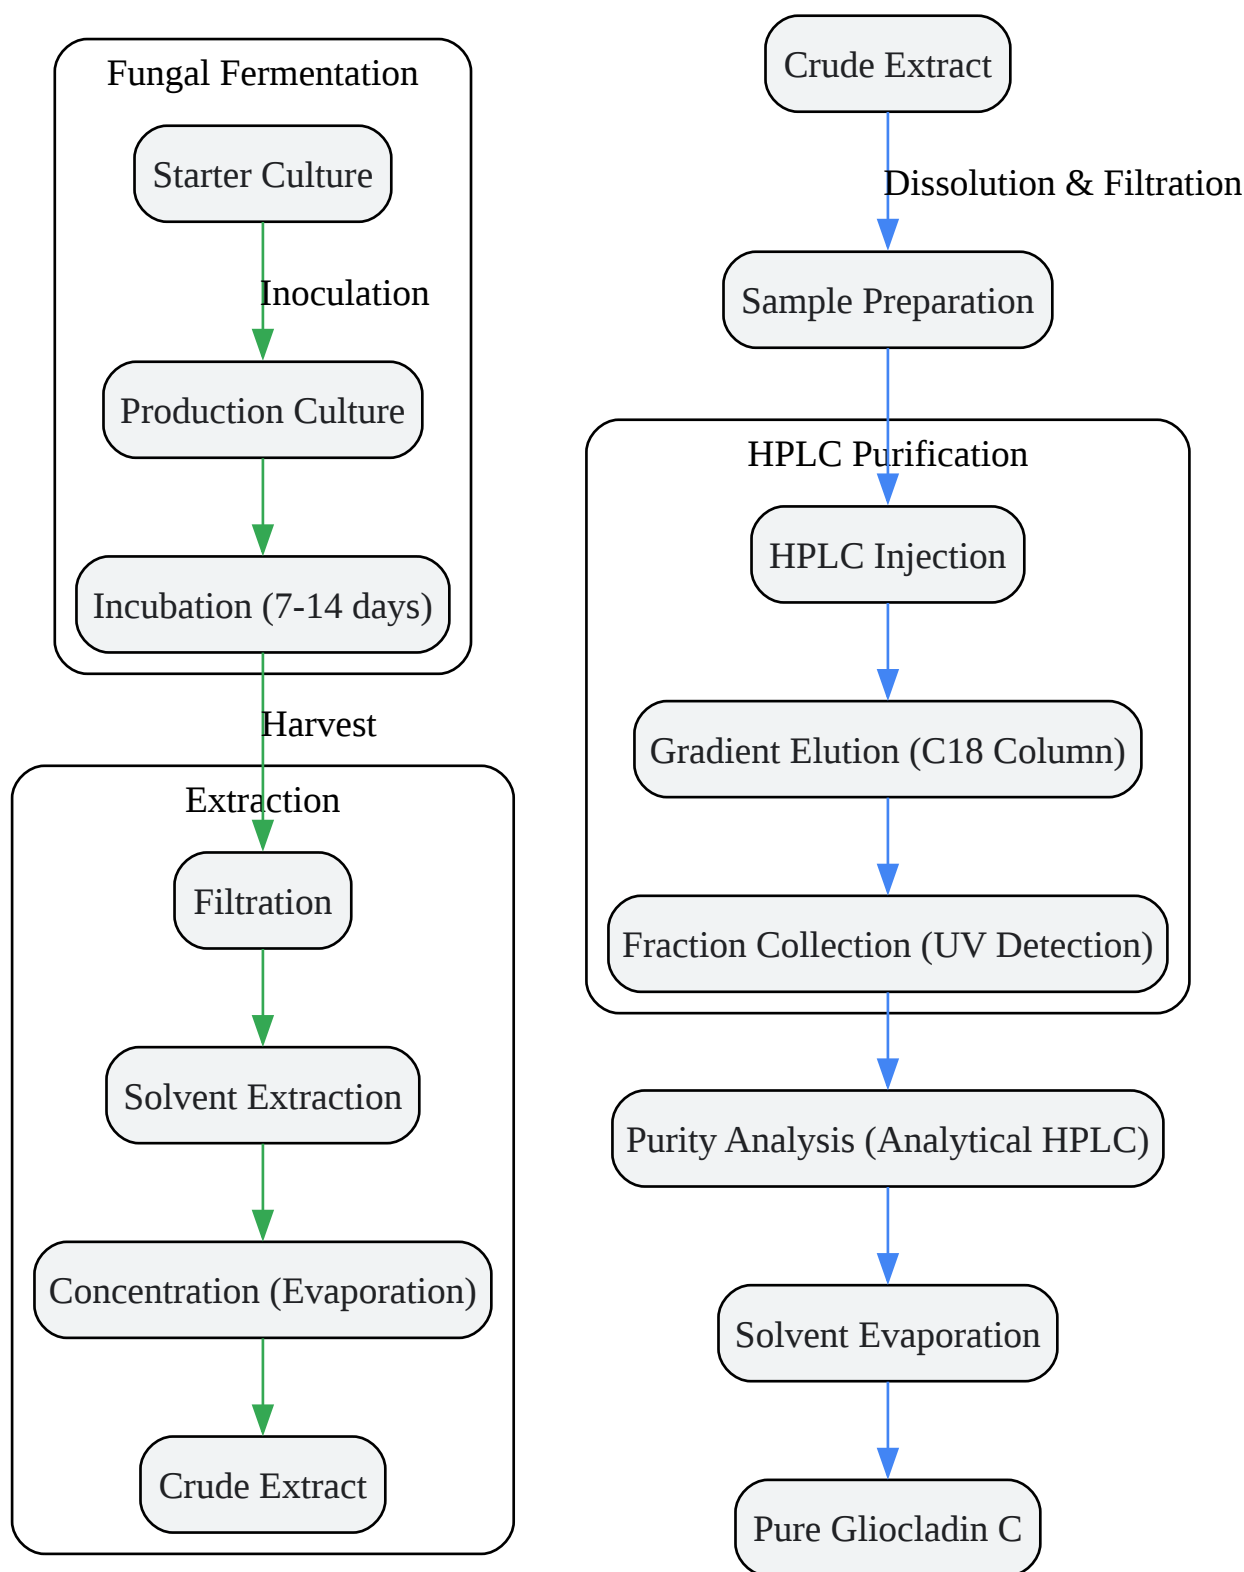 Fungal Fermentation
Starter Culture
Inoculation
Production Culture
Incubation (7-14 days)
Harvest
Extraction
Filtration
Solvent Extraction
Concentration (Evaporation)
Crude Extract
Crude Extract
Dissolution & Filtration
Sample Preparation
HPLC Purification
HPLC Injection
Gradient Elution (C18 Column)
Fraction Collection (UV Detection)
Purity Analysis (Analytical HPLC)
Solvent Evaporation
Pure Gliocladin C